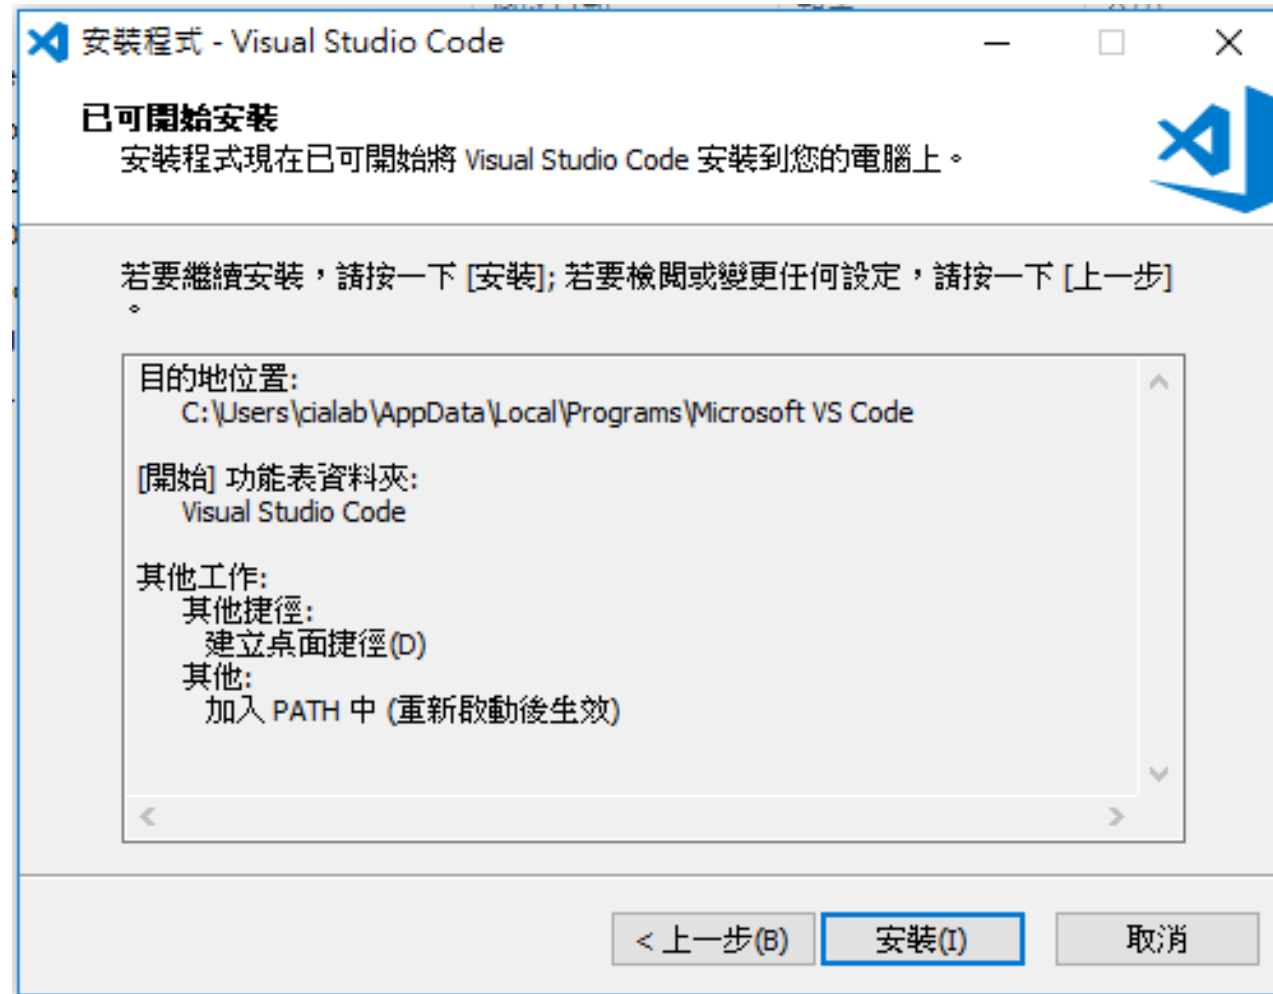 安裝程式 - Visual Studio Code
已可開始安裝
安裝程式現在已可開始將 Visual Studio Code 安裝到您的電腦上。
若要繼續安裝，請按一下 [安裝]; 若要檢閱或變更任何設定，請按一下 [上一步]
。
目的地位置:
C:\Users\cialab\AppData\Local\Programs\Microsoft VS Code
[開始] 功能表資料夾:
Visual Studio Code
其他工作:
其他捷徑:
建立桌面捷徑(D)
其他:
加入 PATH 中 (重新啟動後生效)
< 上一步(B)
安裝(I)
取消